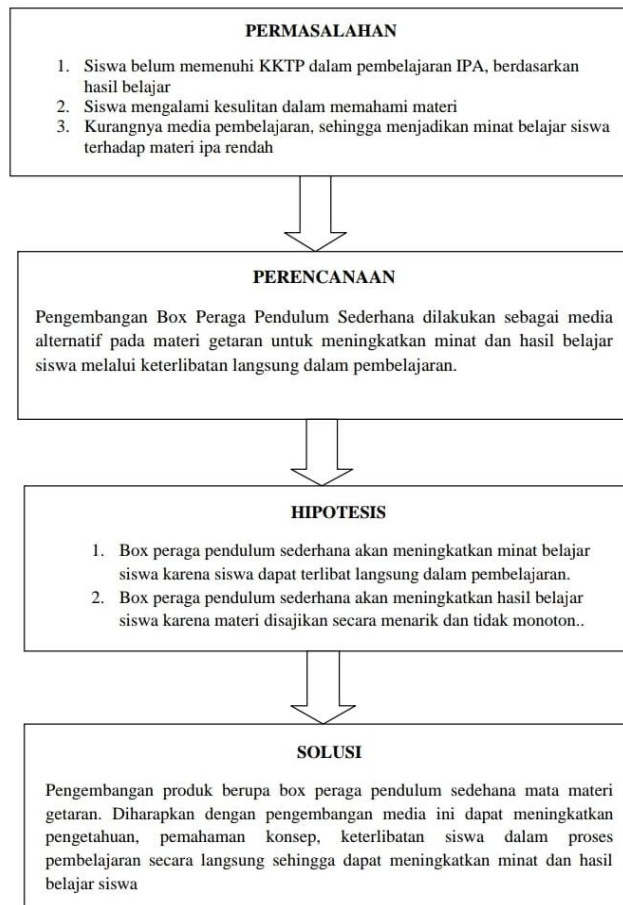 PERMASALAHAN
1. Siswa belum memenuhi KKTP dalam pembelajaran IPA, berdasarkan
hasil belajar
2. Siswa mengalami kesulitan dalam memahami materi
3. Kurangnya media pembelajaran, sehingga menjadikan minat belajar siswa
terhadap materi ipa rendah
PERENCANAAN
Pengembangan Box Peraga Pendulum Sederhana dilakukan sebagai media
alternatif pada materi getaran untuk meningkatkan minat dan hasil belajar
siswa melalui keterlibatan langsung dalam pembelajaran.
HIPOTESIS
1. Box peraga pendulum sederhana akan meningkatkan minat belajar
siswa karena siswa dapat terlibat langsung dalam pembelajaran.
2. Box peraga pendulum sederhana akan meningkatkan hasil belajar
siswa karena materi disajikan secara menarik dan tidak monoton..
SOLUSI
Pengembangan produk berupa box peraga pendulum sedehana mata materi
getaran. Diharapkan dengan pengembangan media ini dapat meningkatkan
pengetahuan, pemahaman konsep, keterlibatan siswa dalam proses
pembelajaran secara langsung sehingga dapat meningkatkan minat dan hasil
belajar siswa